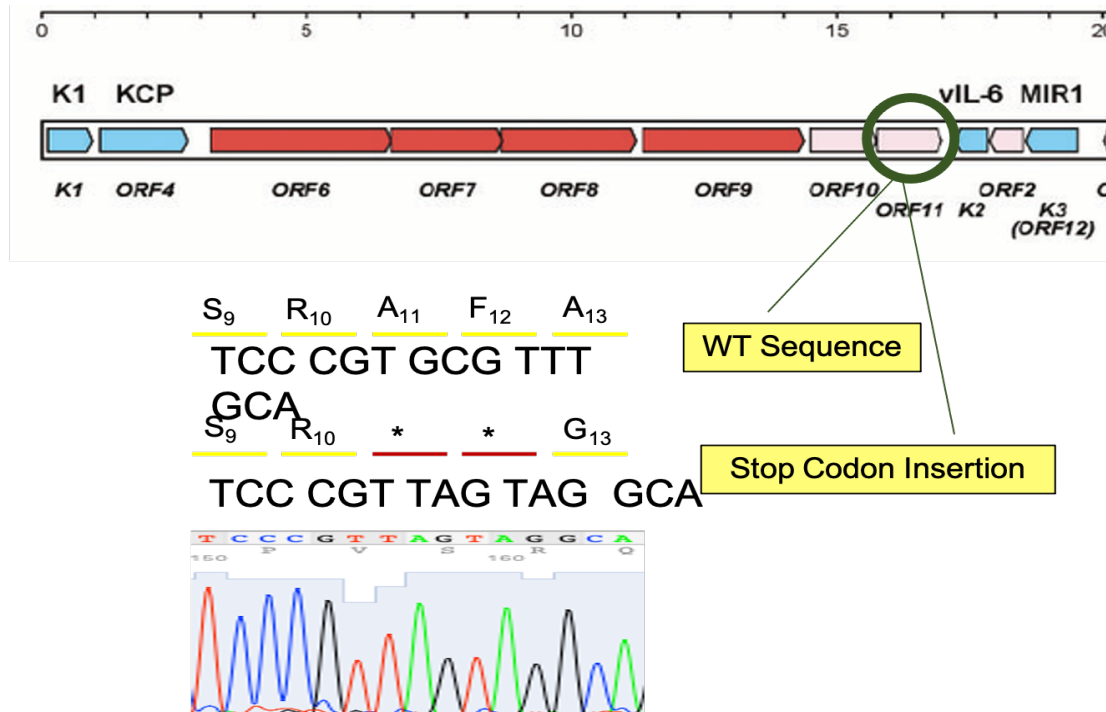 0 5 10 15 20
K1 KCP vIL-6 MIR1
K1 ORF4 ORF6 ORF7 ORF8 ORF9 ORF10 ORF2
ORF11 K2 K3
(ORF12)
S9 R10 A11 F12 A13
TCC CGT GCG TTT
GCA
WT Sequence
S9 R10 * * G13
TCC CGT TAG TAG GCA
Stop Codon Insertion
T C C C G T T A G T A G G C A
P V S R Q
150 160